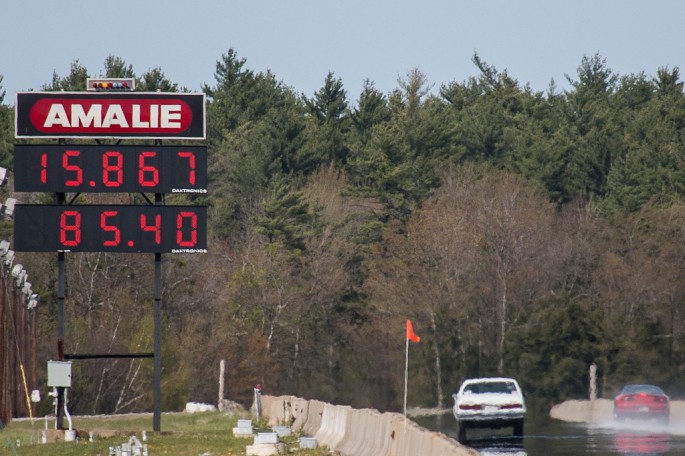 AMALIE
15.867
DAKTRONICS
85.40
DAKTRONICS